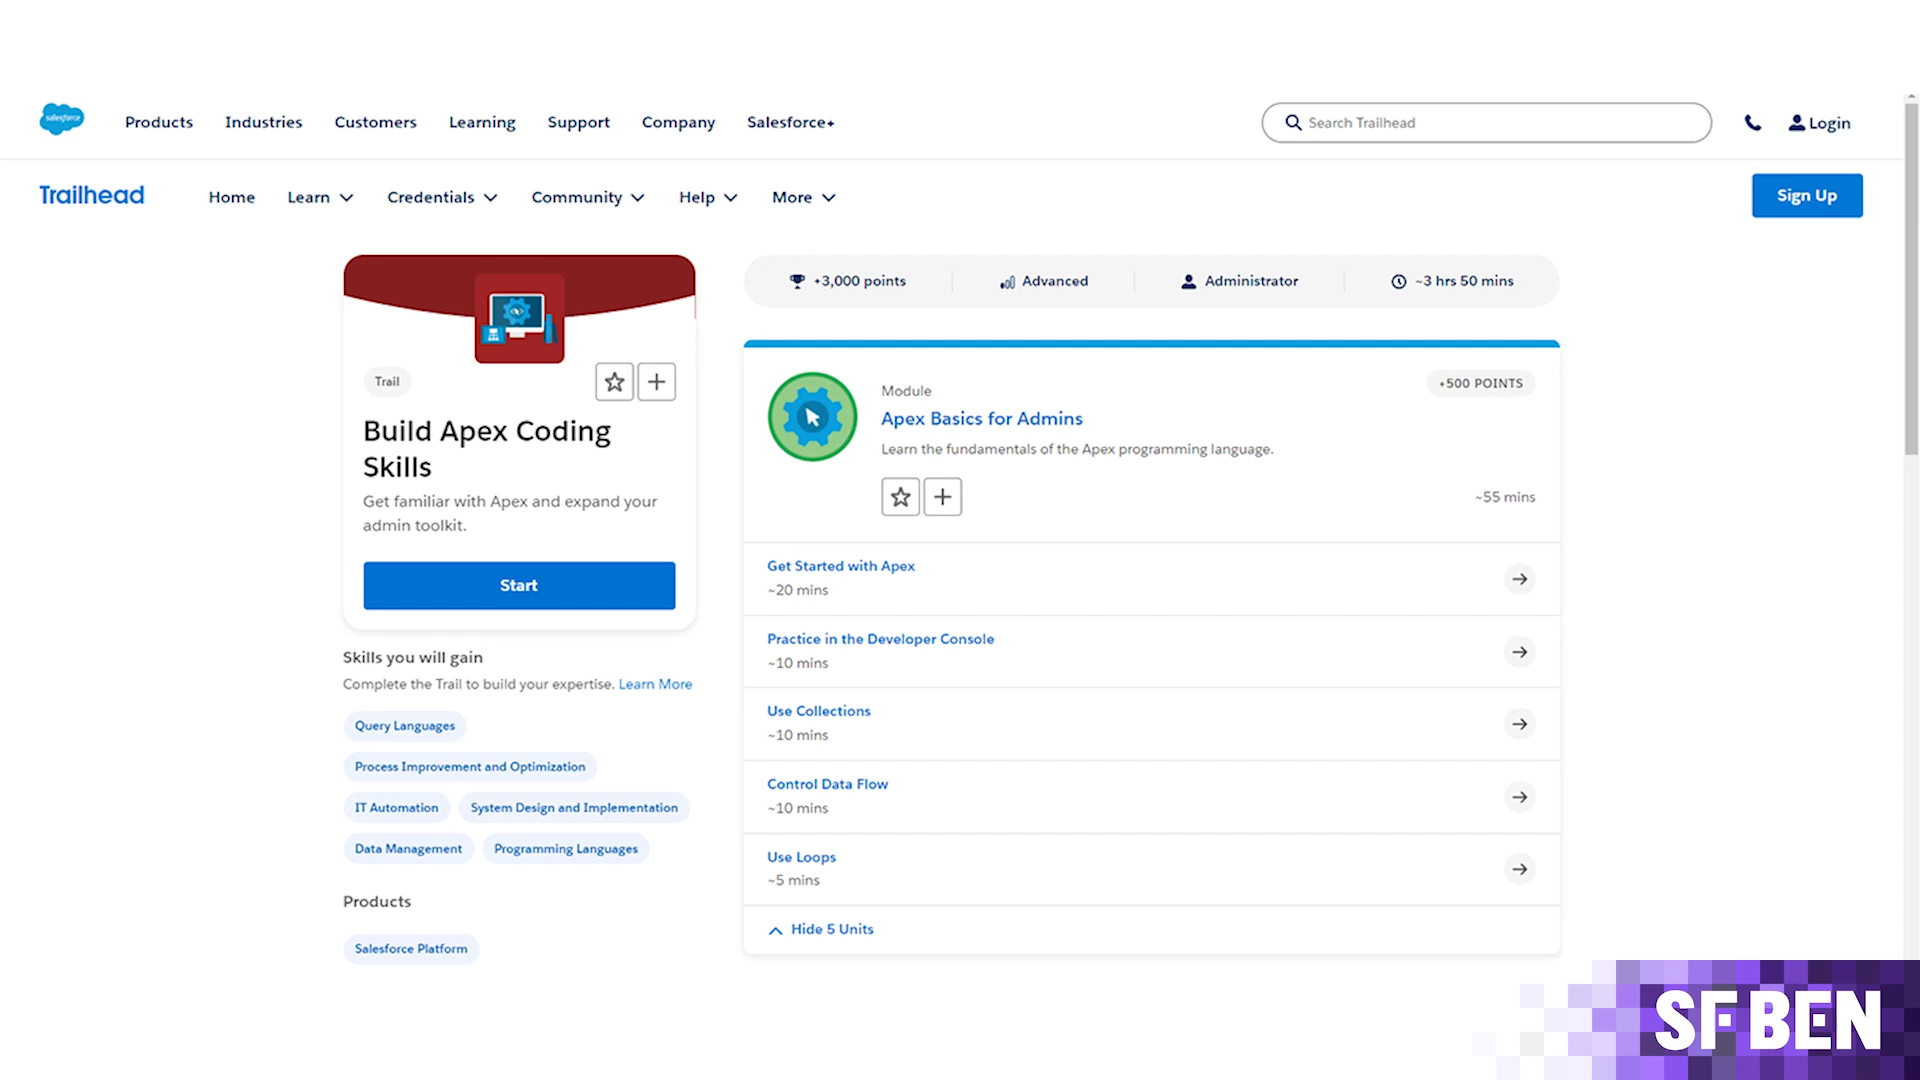 salesforce
Products Industries Customers Learning Support Company Salesforce+
Search Trailhead
Login
Trailhead
Home Learn Credentials Community Help More
Sign Up
Trail
Build Apex Coding
Skills
Get familiar with Apex and expand your
admin toolkit.
Start
Skills you will gain
Complete the Trail to build your expertise. Learn More
Query Languages
Process Improvement and Optimization
IT Automation System Design and Implementation
Data Management Programming Languages
Products
Salesforce Platform
+3,000 points Advanced Administrator ~3 hrs 50 mins
Module
+500 POINTS
Apex Basics for Admins
Learn the fundamentals of the Apex programming language.
~55 mins
Get Started with Apex
~20 mins
Practice in the Developer Console
~10 mins
Use Collections
~10 mins
Control Data Flow
~10 mins
Use Loops
~5 mins
Hide 5 Units
SF BEN